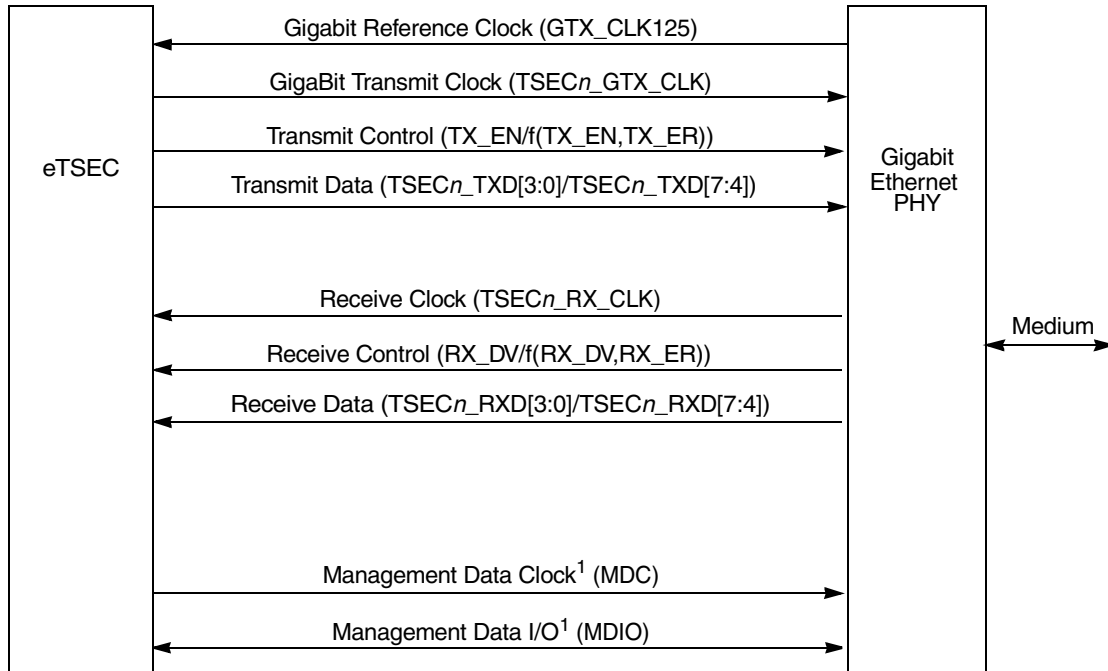 Gigabit Reference Clock (GTX_CLK125)
GigaBit Transmit Clock (TSECn_GTX_CLK)
Transmit Control (TX_EN/f(TX_EN,TX_ER))
eTSEC
Gigabit
Ethernet
PHY
Transmit Data (TSECn_TXD[3:0]/TSECn_TXD[7:4])
Receive Clock (TSECn_RX_CLK)
Medium
Receive Control (RX_DV/f(RX_DV,RX_ER))
Receive Data (TSECn_RXD[3:0]/TSECn_RXD[7:4])
Management Data Clock¹ (MDC)
Management Data I/O¹ (MDIO)